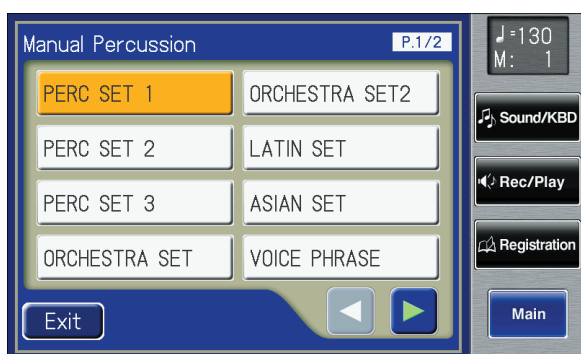 Manual Percussion P.1/2
PERC SET 1
ORCHESTRA SET2
PERC SET 2
LATIN SET
PERC SET 3
ASIAN SET
ORCHESTRA SET
VOICE PHRASE
Exit
♩=130
M: 1
Sound/KBD
Rec/Play
Registration
Main